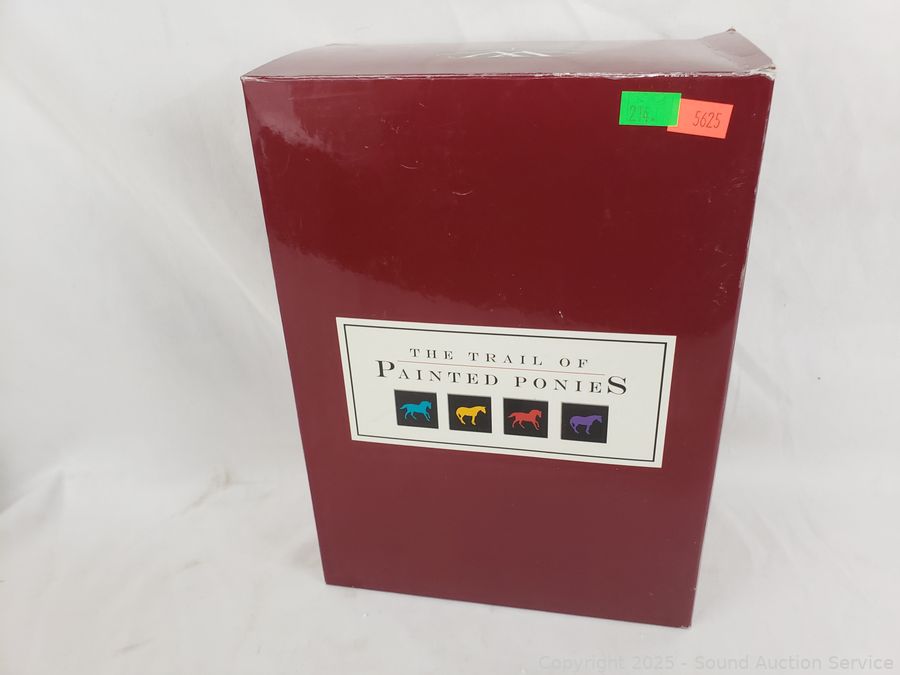 5625
THE TRAIL OF
PAINTED PONIES
Copyright 2025 - Sound Auction Service